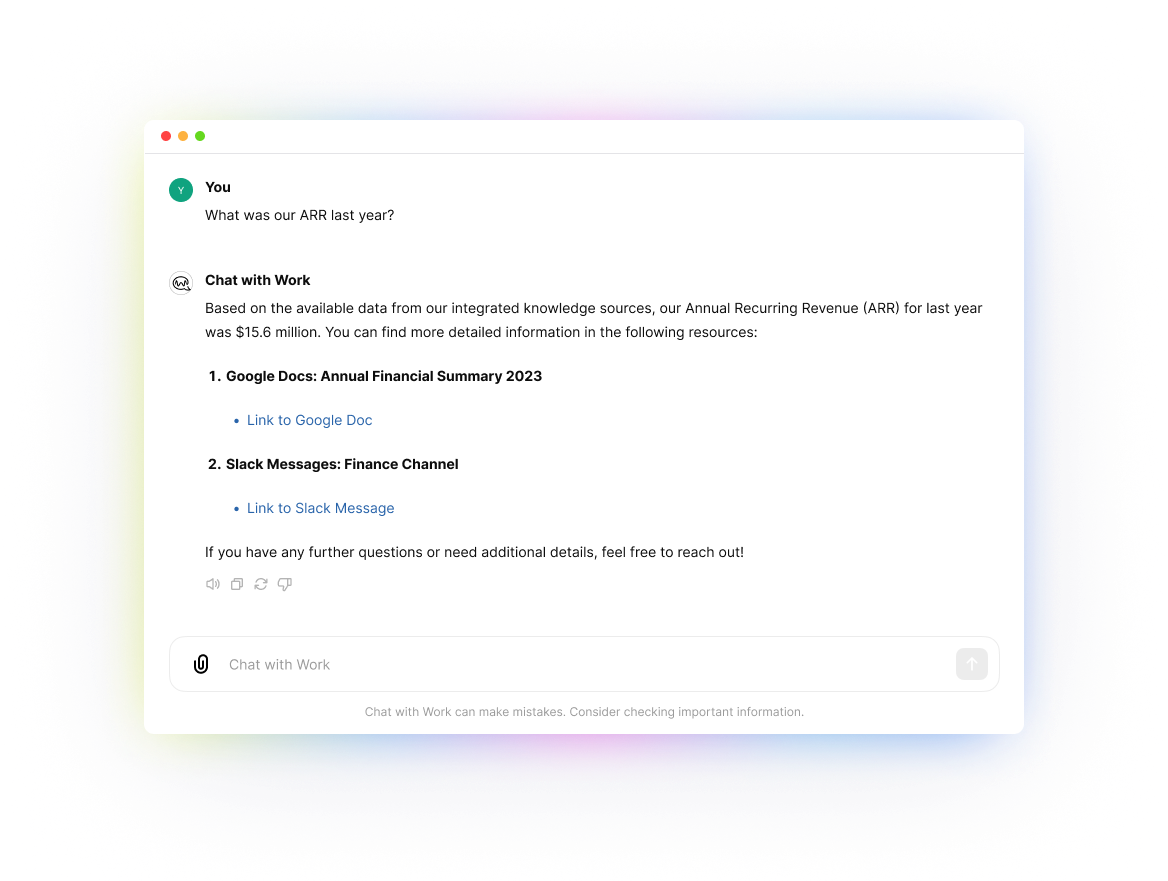 Y
You
What was our ARR last year?
Chat with Work
Based on the available data from our integrated knowledge sources, our Annual Recurring Revenue (ARR) for last year
was $15.6 million. You can find more detailed information in the following resources:
1. Google Docs: Annual Financial Summary 2023
• Link to Google Doc
2. Slack Messages: Finance Channel
• Link to Slack Message
If you have any further questions or need additional details, feel free to reach out!
Chat with Work
Chat with Work can make mistakes. Consider checking important information.